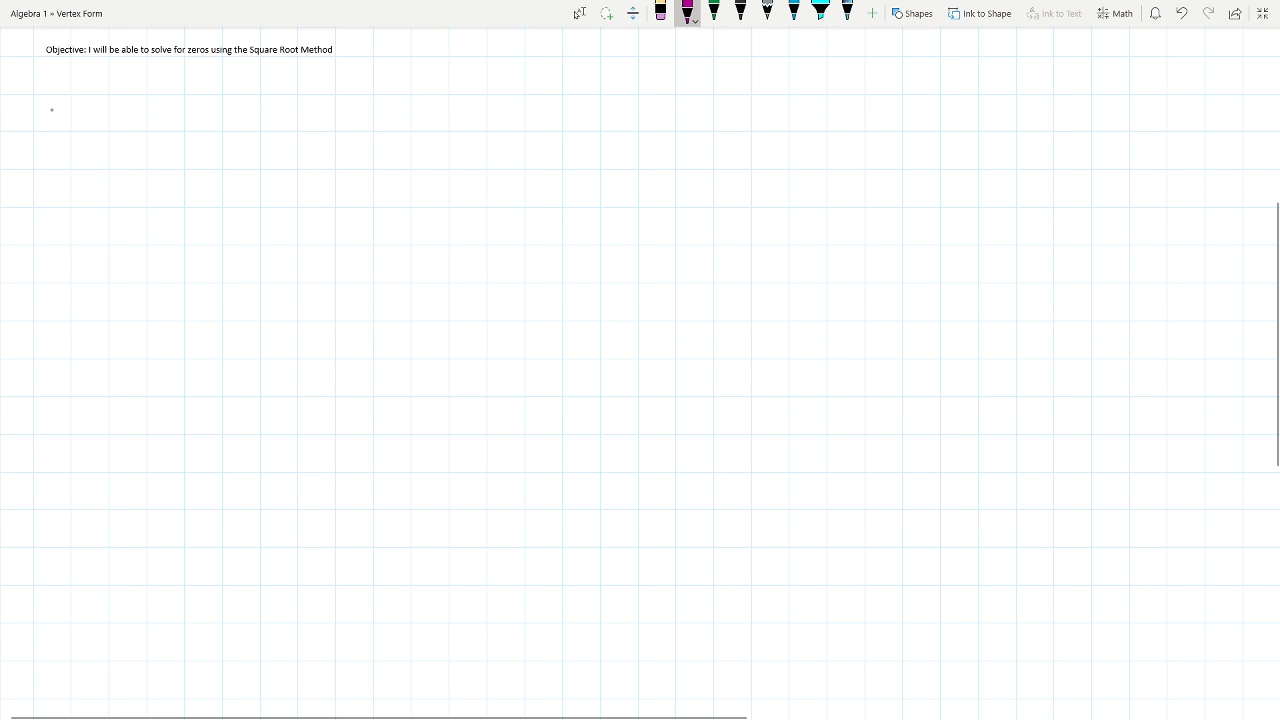 Algebra 1 » Vertex Form
Shapes
Ink to Shape
Ink to Text
Math
Objective: I will be able to solve for zeros using the Square Root Method